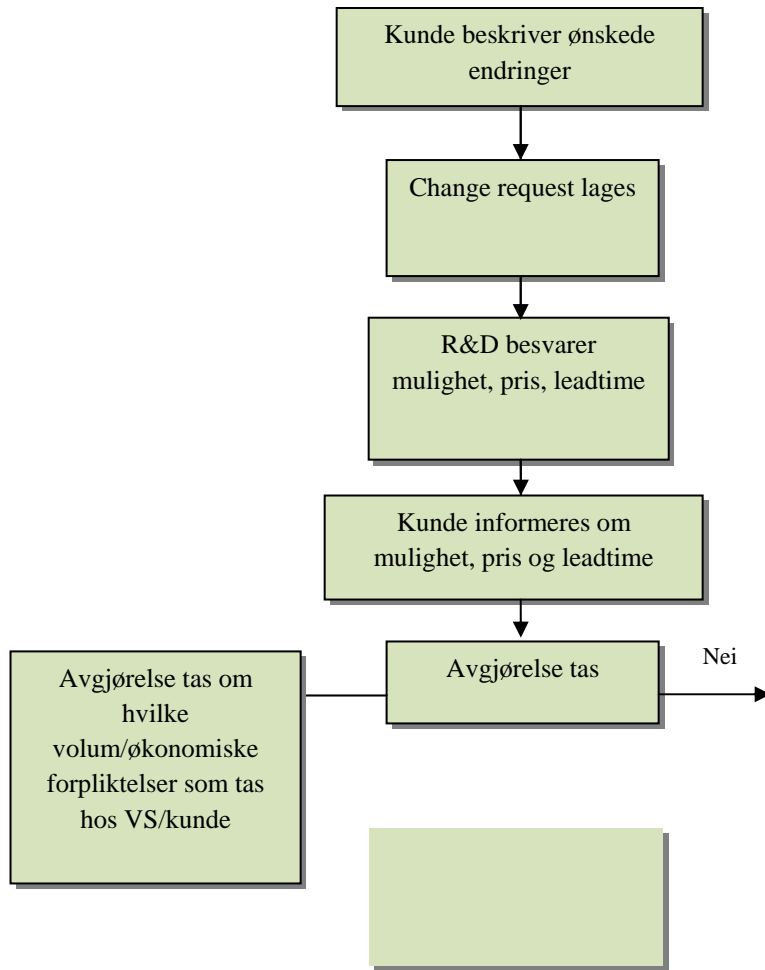 Kunde beskriver ønskede
endringer
Change request lages
R&D besvarer
mulighet, pris, leadtime
Kunde informeres om
mulighet, pris og leadtime
Avgjørelse tas
Nei
Avgjørelse tas om
hvilke
volum/økonomiske
forpliktelser som tas
hos VS/kunde